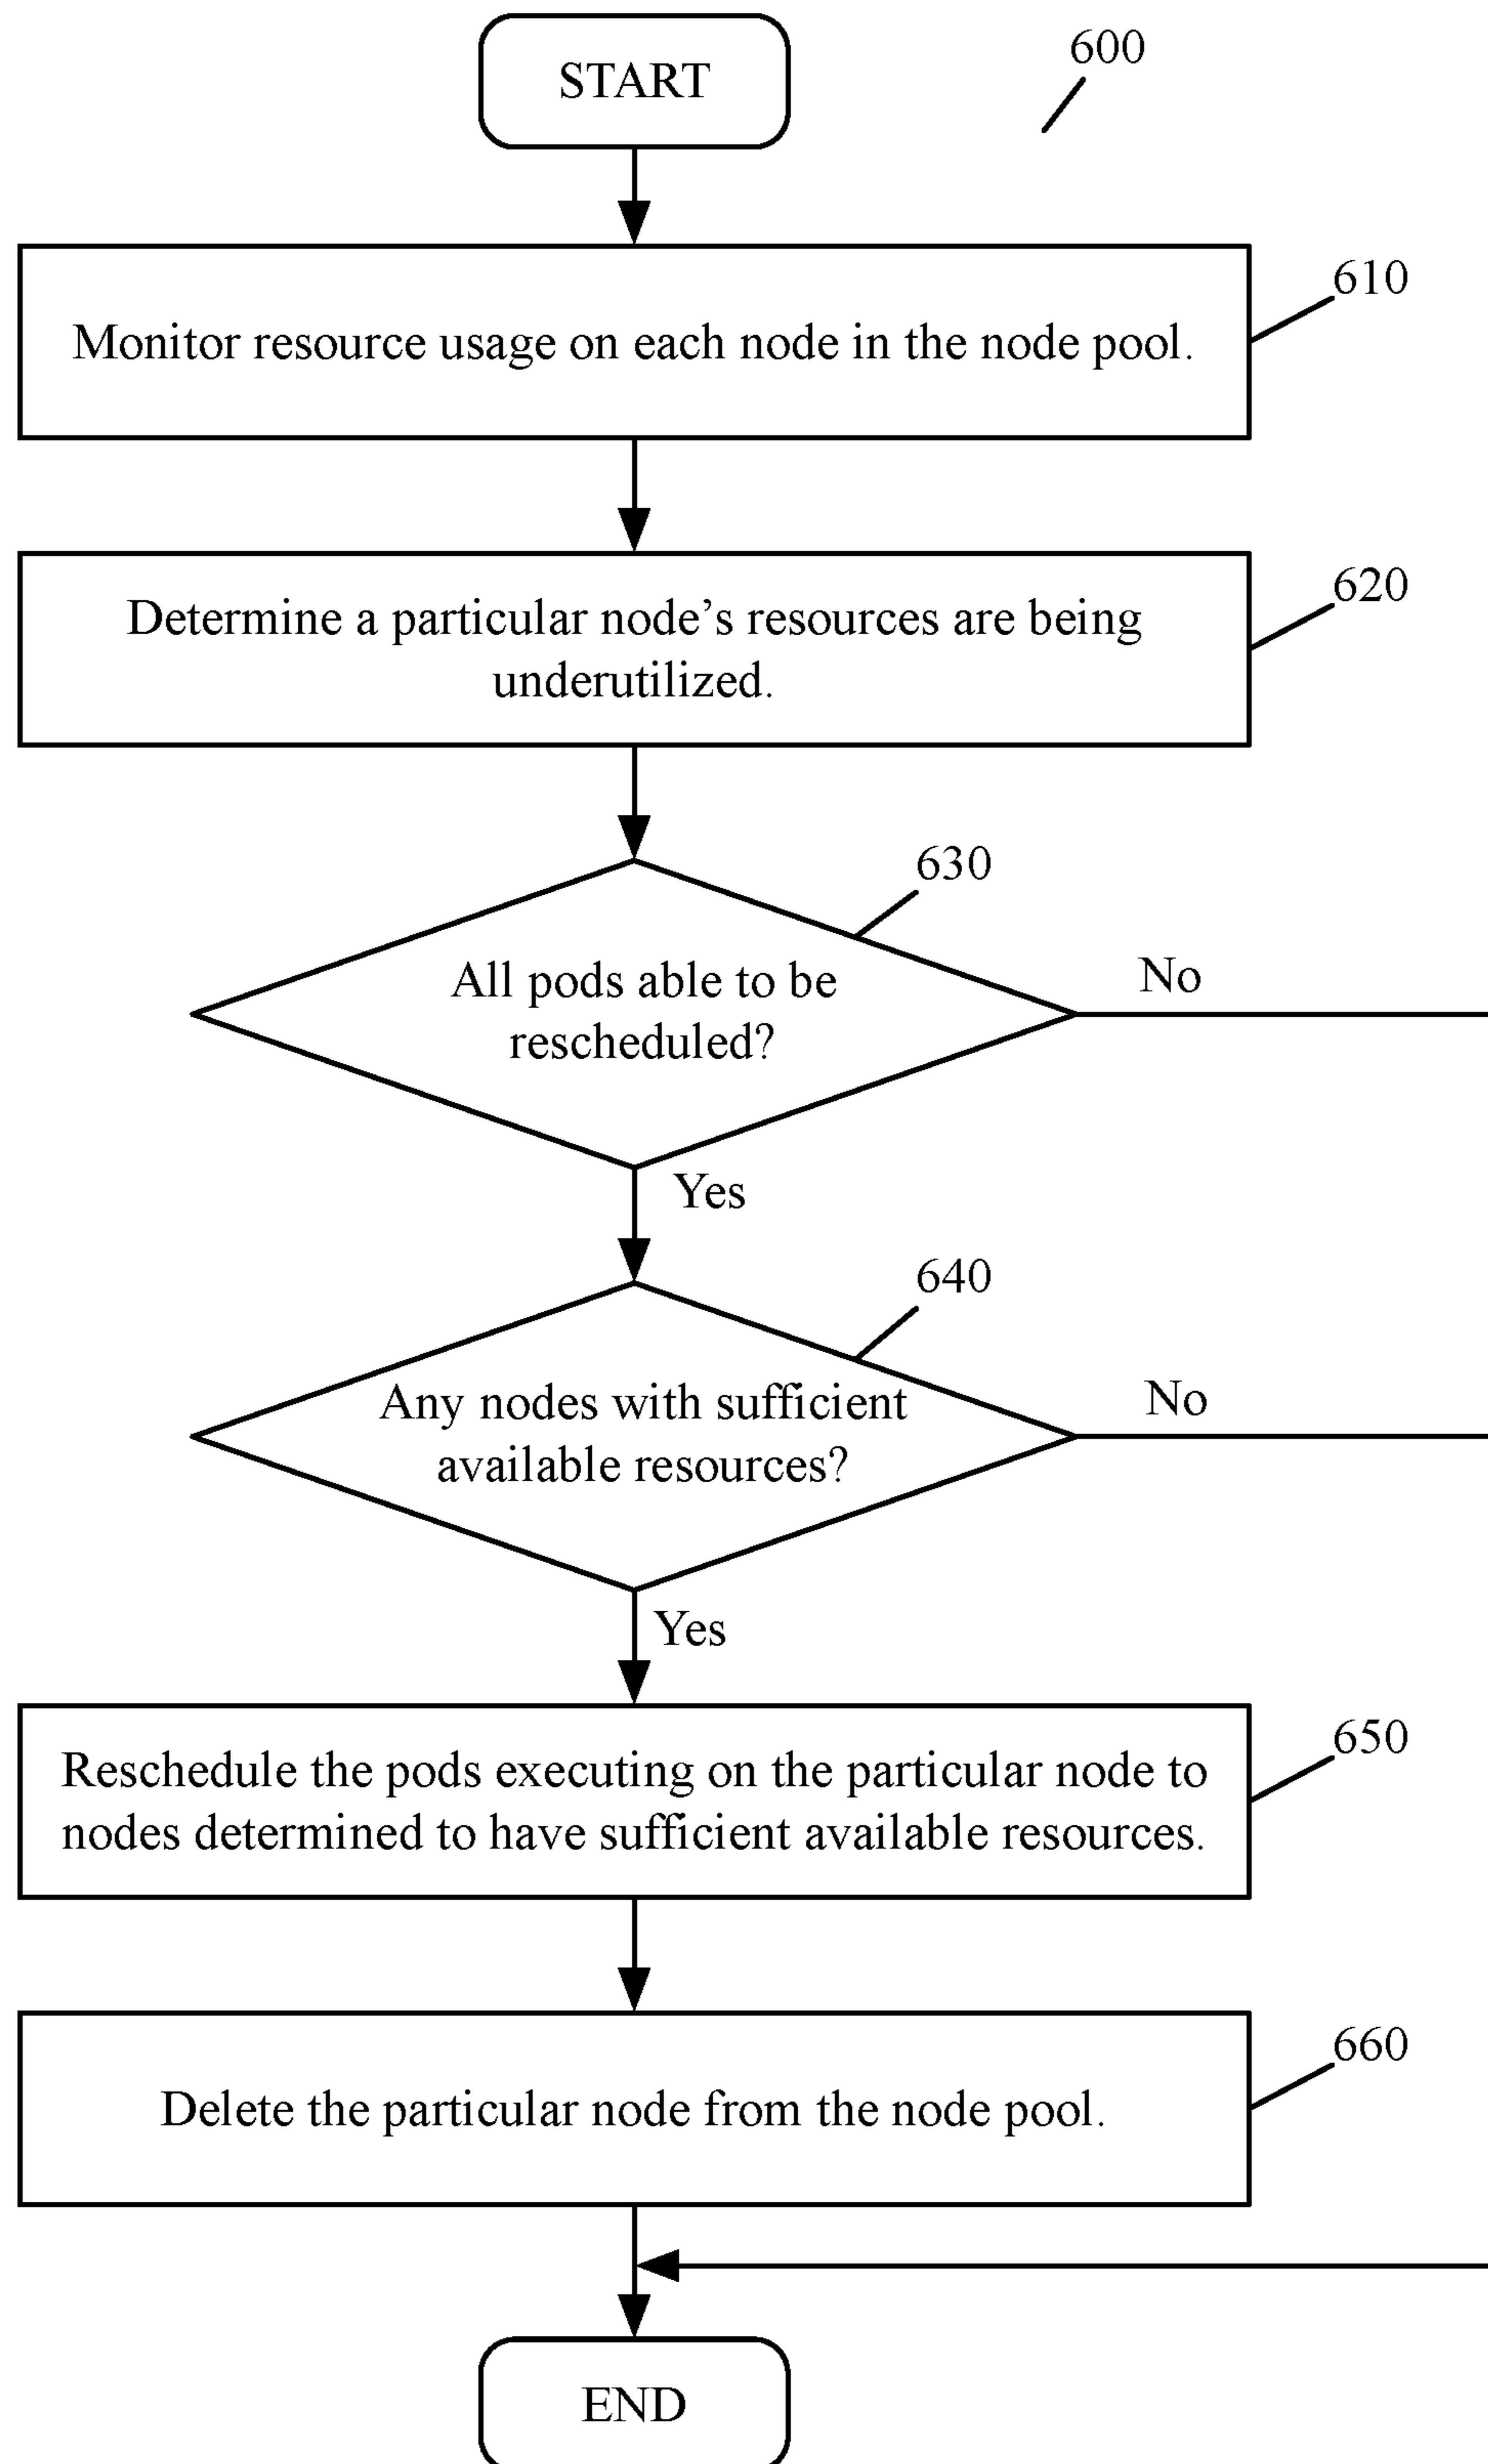 START
600
610
Monitor resource usage on each node in the node pool.
620
Determine a particular node’s resources are being
underutilized.
630
All pods able to be
rescheduled?
No
Yes
640
Any nodes with sufficient
available resources?
No
Yes
650
Reschedule the pods executing on the particular node to
nodes determined to have sufficient available resources.
660
Delete the particular node from the node pool.
END